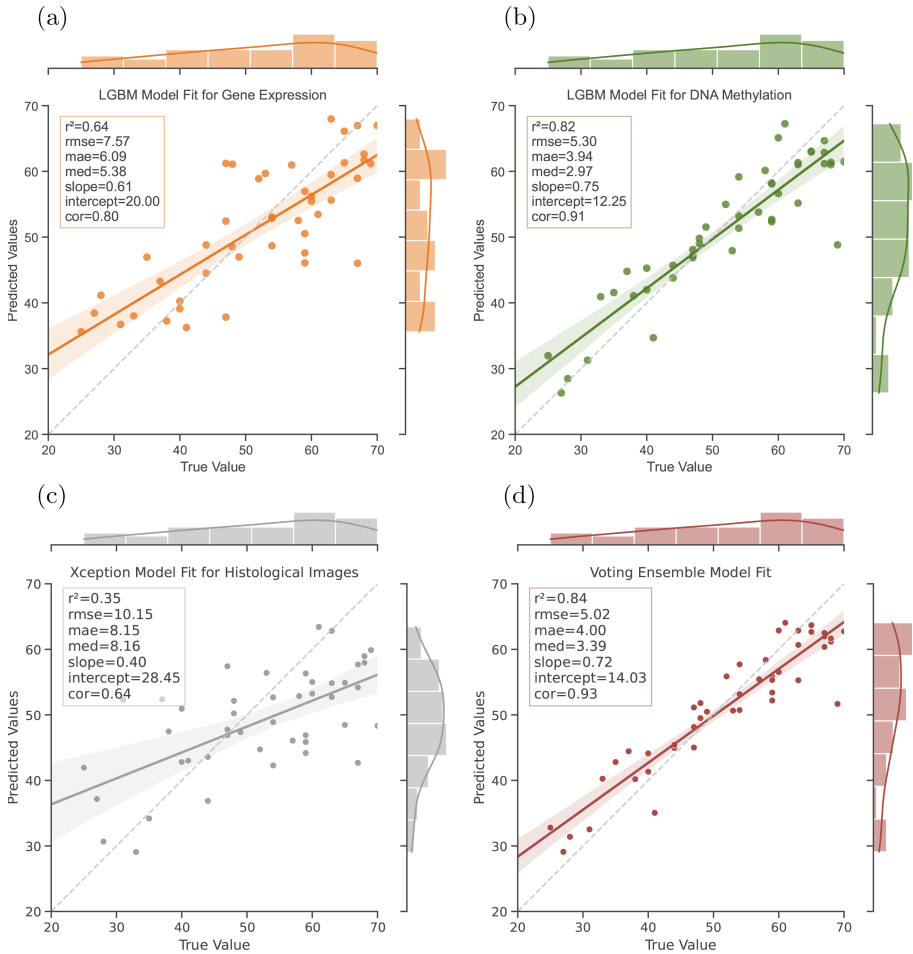 (a)
LGBM Model Fit for Gene Expression
r²=0.64
rmse=7.57
mae=6.09
med=5.38
slope=0.61
intercept=20.00
cor=0.80
Predicted Values
70
60
50
40
30
20
20 30 40 50 60 70
True Value
(b)
LGBM Model Fit for DNA Methylation
r²=0.82
rmse=5.30
mae=3.94
med=2.97
slope=0.75
intercept=12.25
cor=0.91
Predicted Values
70
60
50
40
30
20
20 30 40 50 60 70
True Value
(c)
Xception Model Fit for Histological Images
r²=0.35
rmse=10.15
mae=8.15
med=8.16
slope=0.40
intercept=28.45
cor=0.64
Predicted Values
70
60
50
40
30
20
20 30 40 50 60 70
True Value
(d)
Voting Ensemble Model Fit
r²=0.84
rmse=5.02
mae=4.00
med=3.39
slope=0.72
intercept=14.03
cor=0.93
Predicted Values
70
60
50
40
30
20
20 30 40 50 60 70
True Value